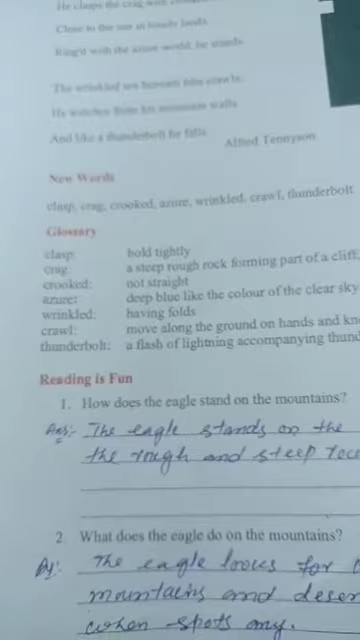 He clasps the crag with
Close to the sun in lonely lands,
Ring'd with the azure world, he stands.
The wrinkled sea beneath him crawls;
He watches from his mountain walls
And like a thunderbolt he falls
Alfred Tennyson
New Words
clasp, crag, crooked, azure, wrinkled, crawl, thunderbolt
Glossary
clasp: hold tightly
crag: a steep rough rock forming part of a cliff,
crooked: not straight
azure: deep blue like the colour of the clear sky
wrinkled: having folds
crawl: move along the ground on hands and
thunderbolt: a flash of lightning accompanying
Reading is Fun
1. How does the eagle stand on the mountains?
Ans:- The eagle stands on the
the rough and steep
2. What does the eagle do on the mountains?
The eagle looks for
mountains and
when spots any.